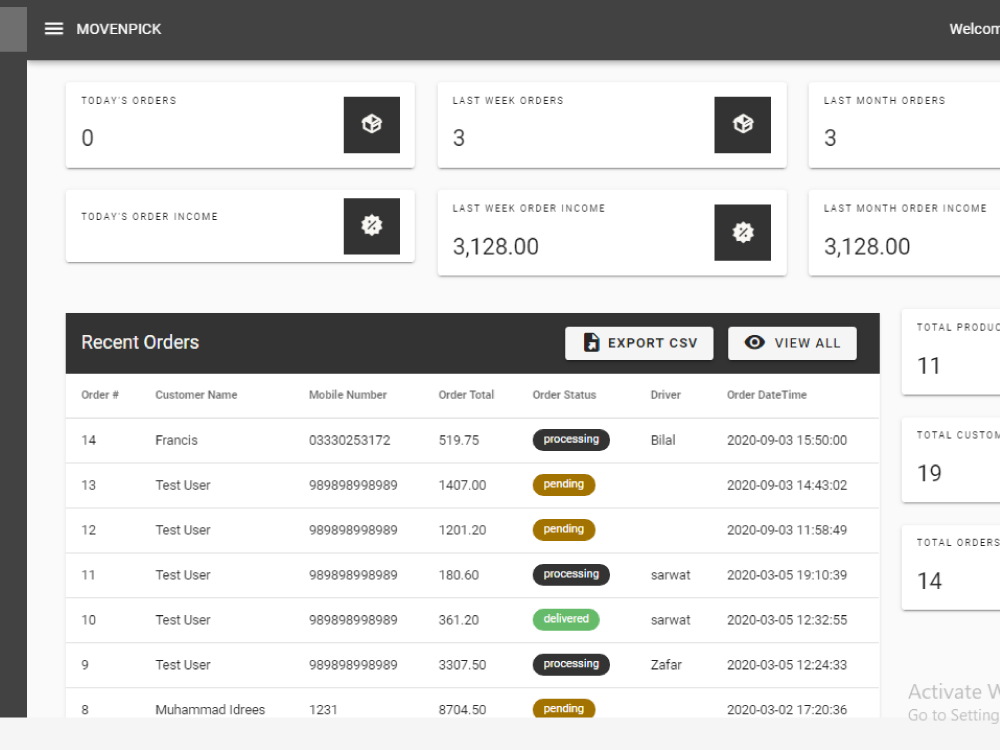 MOVENPICK Welcom
TODAY'S ORDERS LAST WEEK ORDERS LAST MONTH ORDERS
0 3 3
TODAY'S ORDER INCOME LAST WEEK ORDER INCOME LAST MONTH ORDER INCOME
3,128.00 3,128.00
Recent Orders EXPORT CSV VIEW ALL
Order # Customer Name Mobile Number Order Total Order Status Driver Order DateTime
14 Francis 03330253172 519.75 processing Bilal 2020-09-03 15:50:00
13 Test User 989898998989 1407.00 pending 2020-09-03 14:43:02
12 Test User 989898998989 1201.20 pending 2020-09-03 11:58:49
11 Test User 989898998989 180.60 processing sarwat 2020-03-05 19:10:39
10 Test User 989898998989 361.20 delivered sarwat 2020-03-05 12:32:55
9 Test User 989898998989 3307.50 processing Zafar 2020-03-05 12:24:33
8 Muhammad Idrees 1231 8704.50 pending 2020-03-02 17:20:36
TOTAL PRODUC
11
TOTAL CUSTOM
19
TOTAL ORDERS
14
Activate W
Go to Setting